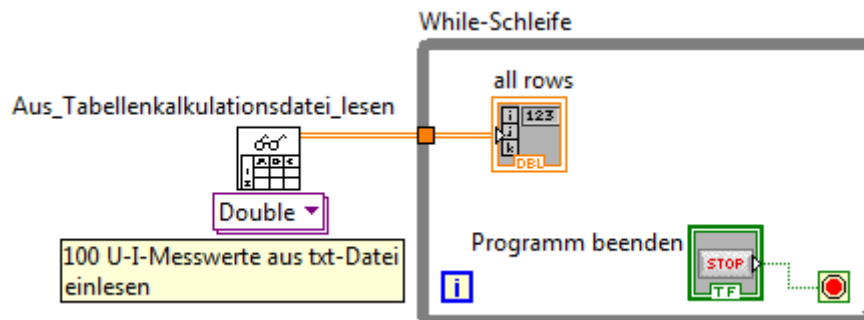 While-Schleife
all rows
Aus_Tabellenkalkulationsdatei_lesen
i 123
j
k
DBL
Double
100 U-I-Messwerte aus txt-Datei
einlesen
Programm beenden
STOP
TF
i